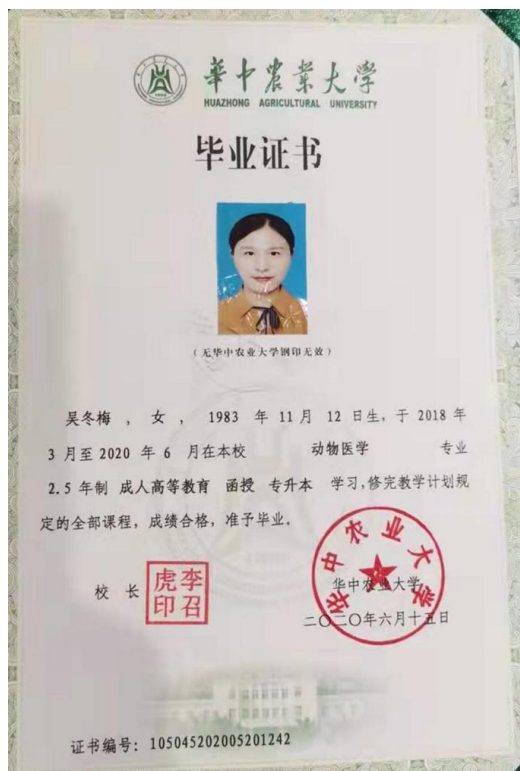 華中农業大学
HUAZHONG AGRICULTURAL UNIVERSITY
毕业证书
（无华中农业大学钢印无效）
吴冬梅 ，女， 1983 年 11 月 12 日生，于 2018 年
3 月至 2020 年 6 月在本校 动物医学 专业
2.5 年制 成人高等教育 函授 专升本 学习，修完教学计划规
定的全部课程，成绩合格，准予毕业。
校 长
李召虎印
华中农业大学
华中农业大学
二〇二〇年六月十五日
证书编号：105045202005201242